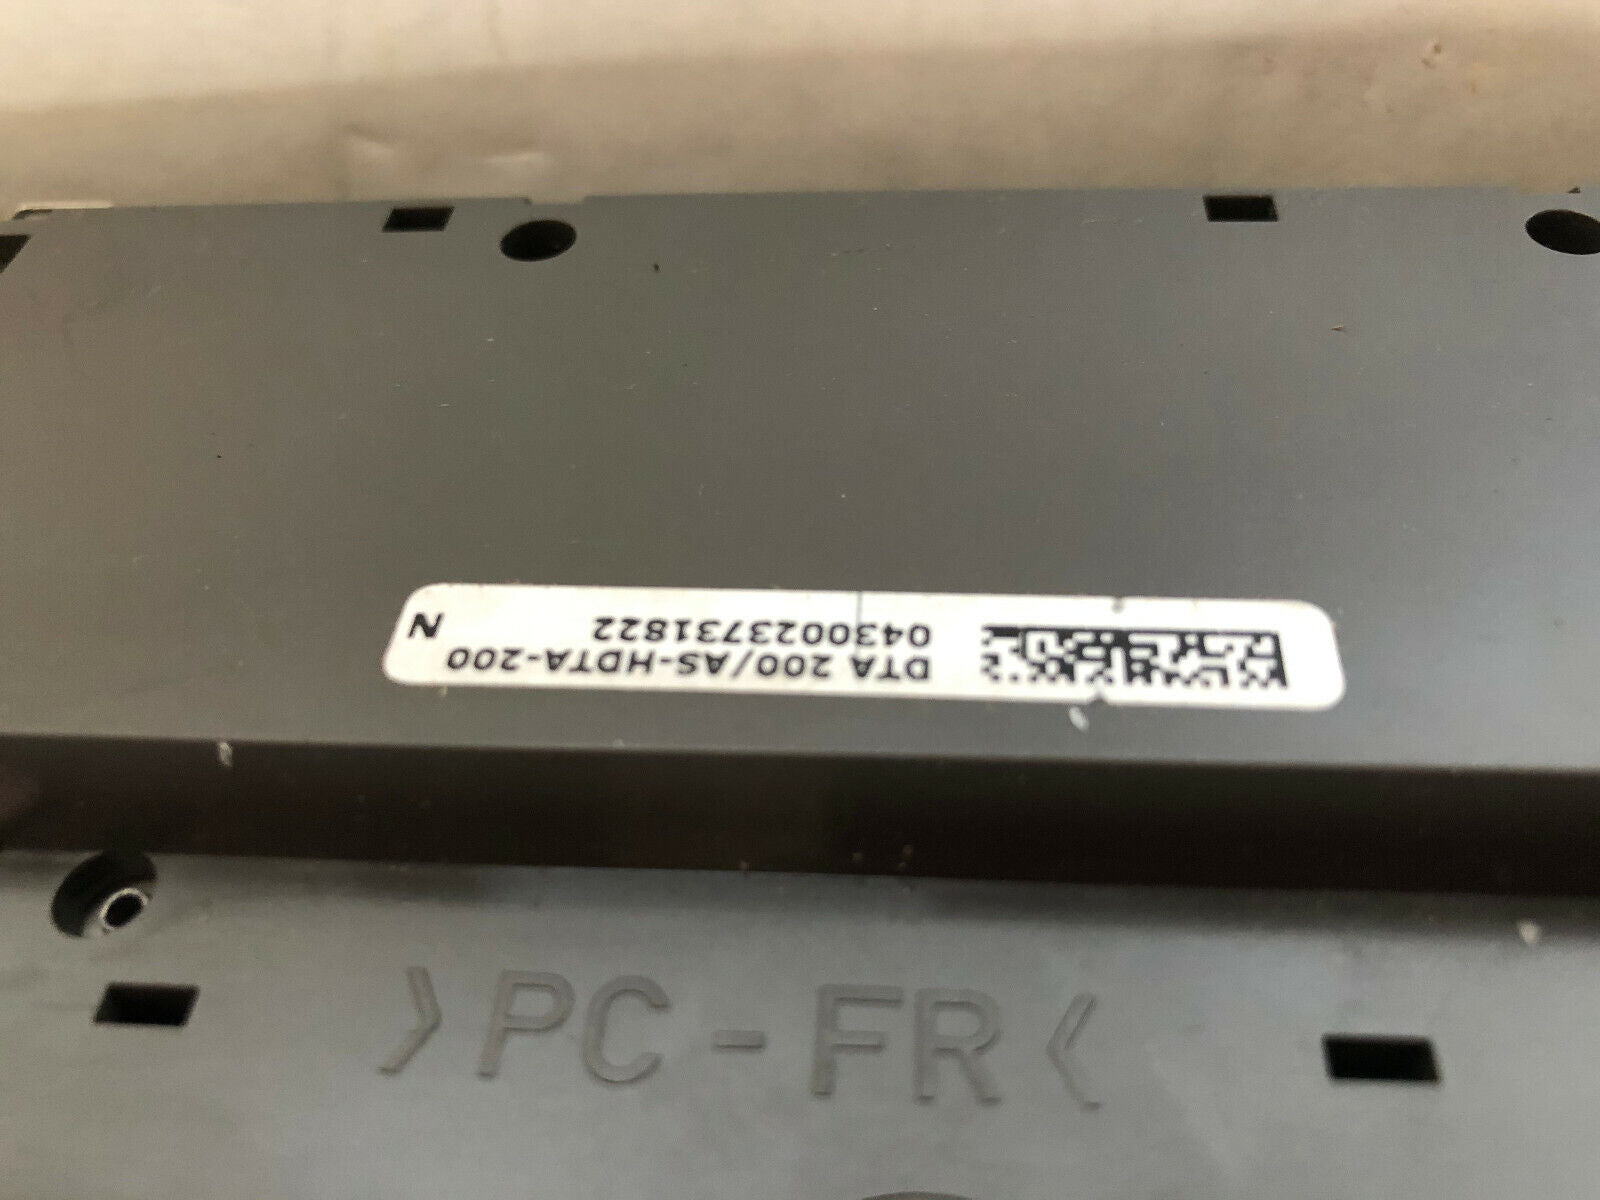 DTA 200/AS-HDTA-200
0430023731822
N
>PC-FR<